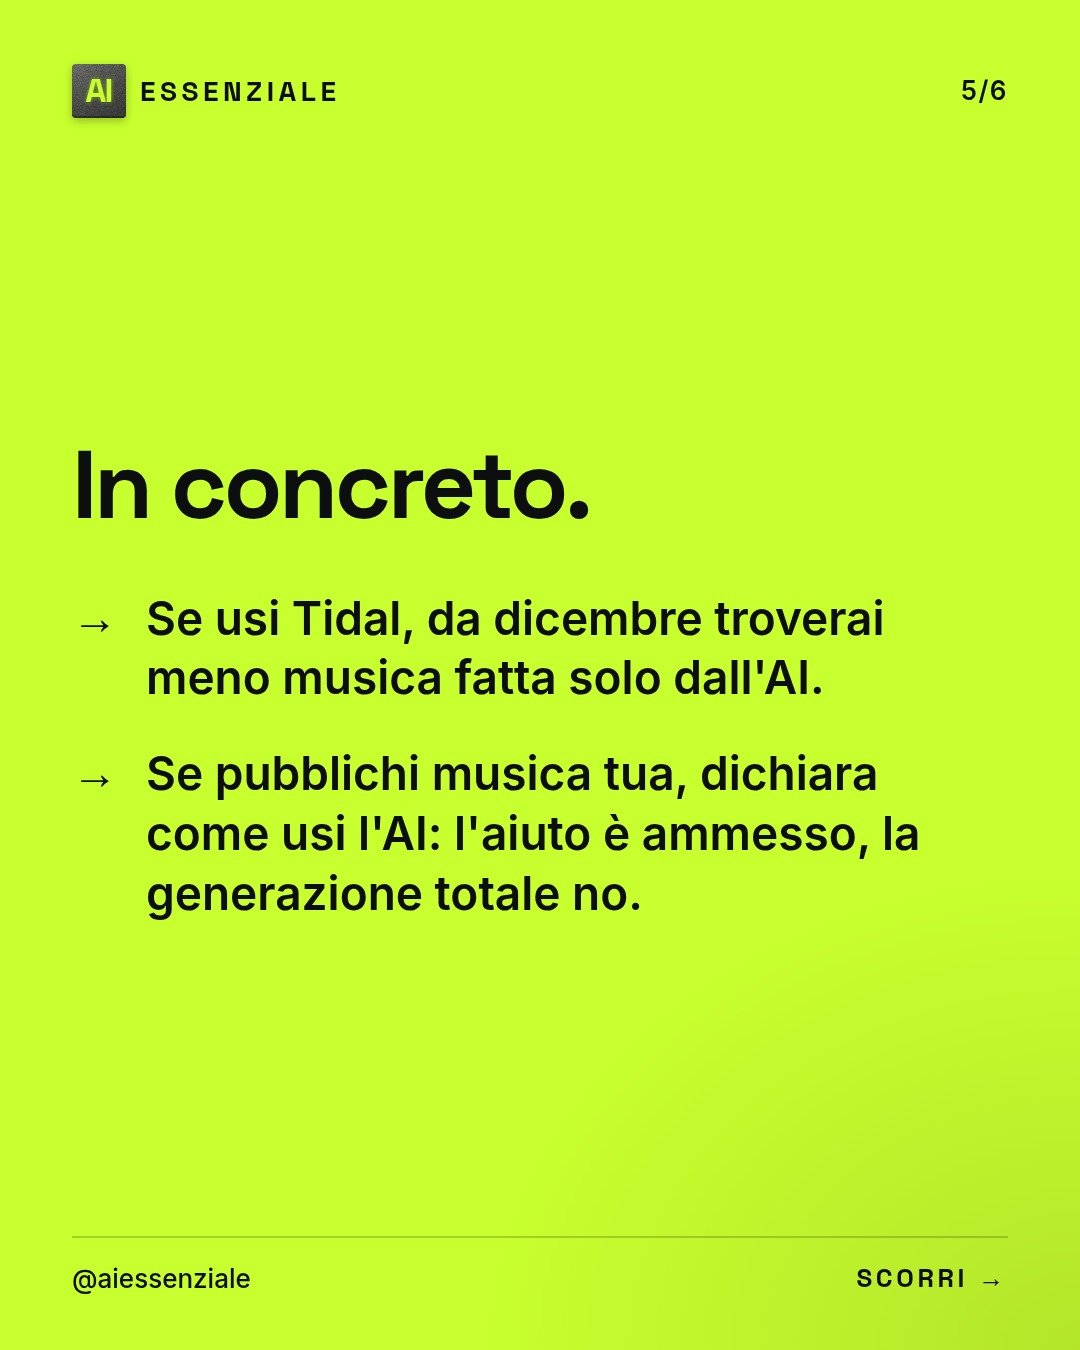 AI ESSENZIALE
5/6
In concreto.
→ Se usi Tidal, da dicembre troverai
meno musica fatta solo dall'AI.
→ Se pubblichi musica tua, dichiara
come usi l'AI: l'aiuto è ammesso, la
generazione totale no.
@aiessenziale
SCORRI →